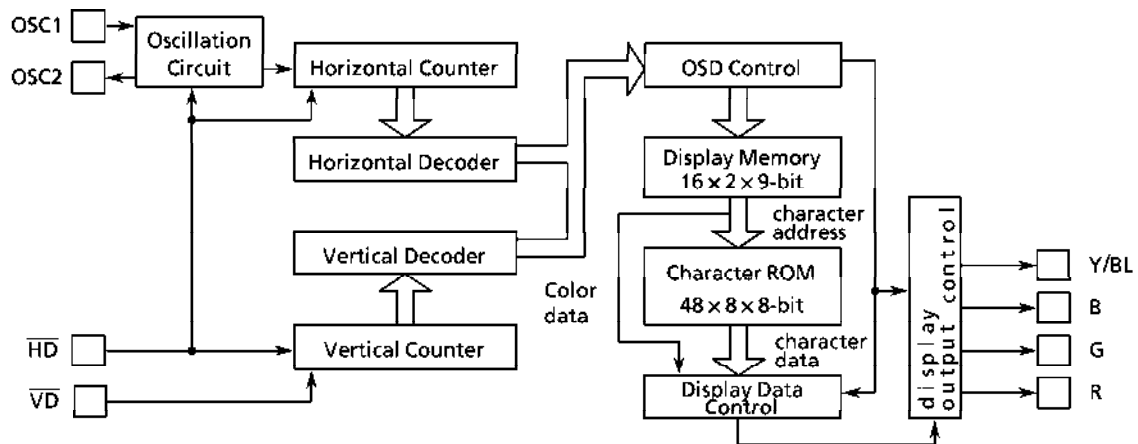 OSC1
OSC2
Oscillation
Circuit
Horizontal Counter
Horizontal Decoder
Vertical Decoder
Vertical Counter
H̅D̅
V̅D̅
OSD Control
Display Memory
16 × 2 × 9-bit
character
address
Character ROM
48 × 8 × 8-bit
Color
data
character
data
Display Data
Control
display
output control
Y/BL
B
G
R